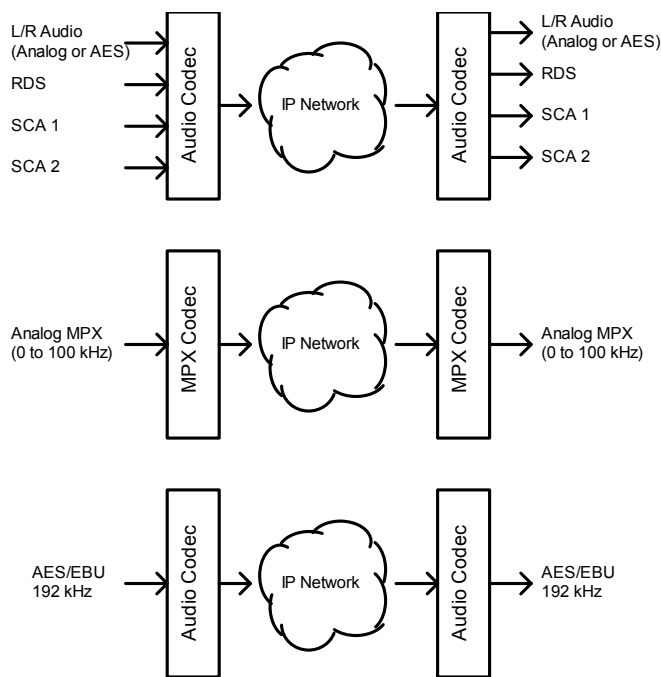 L/R Audio
(Analog or AES)
RDS
SCA 1
SCA 2
Audio Codec
IP Network
Audio Codec
L/R Audio
(Analog or AES)
RDS
SCA 1
SCA 2
Analog MPX
(0 to 100 kHz)
MPX Codec
IP Network
MPX Codec
Analog MPX
(0 to 100 kHz)
AES/EBU
192 kHz
Audio Codec
IP Network
Audio Codec
AES/EBU
192 kHz